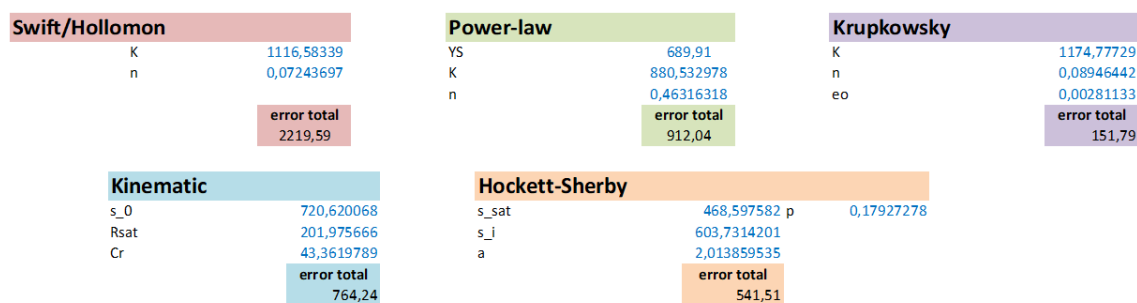 Swift/Hollomon Power-law Krupkowsky
K 1116,58339 YS 689,91 K 1174,77729
n 0,07243697 K 880,532978 n 0,08946442
n 0,46316318 eo 0,00281133
error total error total error total
2219,59 912,04 151,79
Kinematic Hockett-Sherby
s_0 720,620068 s_sat 468,597582 p 0,17927278
Rsat 201,975666 s_i 603,7314201
Cr 43,3619789 a 2,013859535
error total error total
764,24 541,51